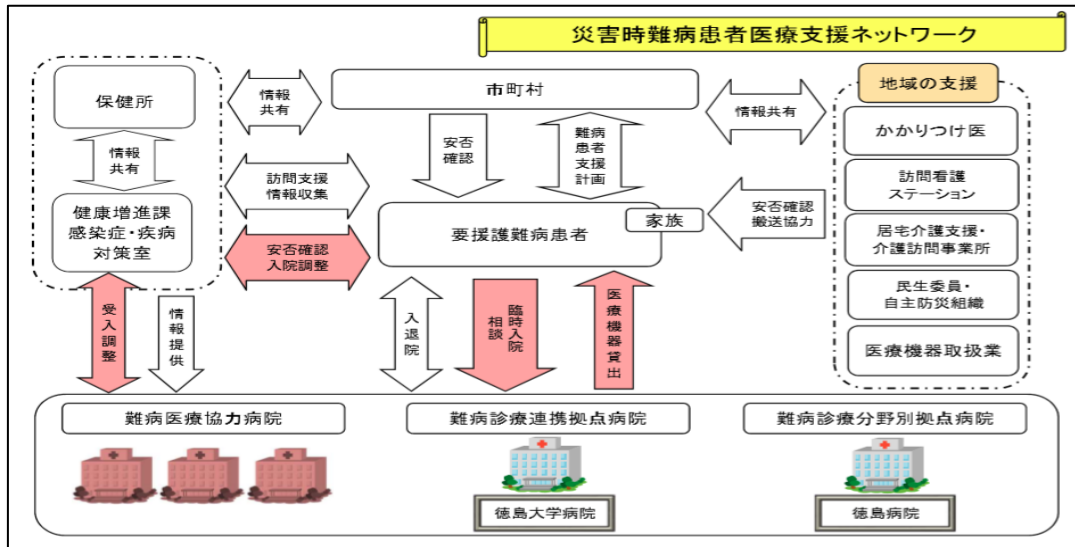 災害時難病患者医療支援ネットワーク
保健所
情報
共有
市町村
情報共有
地域の支援
かかりつけ医
訪問看護
ステーション
居宅介護支援・
介護訪問事業所
民生委員・
自主防災組織
医療機器取扱業
情報
共有
安否
確認
難病
患者
支援
計画
訪問支援
情報収集
健康増進課
感染症・疾病
対策室
安否確認
入院調整
要援護難病患者
家族
安否確認
搬送協力
受入調整
情報提供
入退院
臨時入院
相談
医療機器貸出
難病医療協力病院
難病診療連携拠点病院
難病診療分野別拠点病院
徳島大学病院
徳島病院